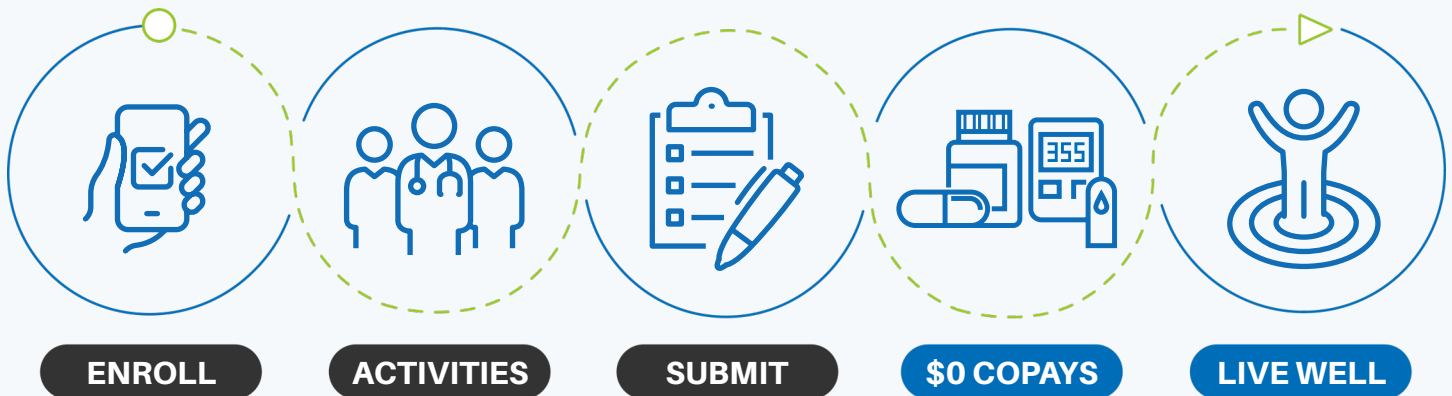 355
ENROLL
ACTIVITIES
SUBMIT
$0 COPAYS
LIVE WELL